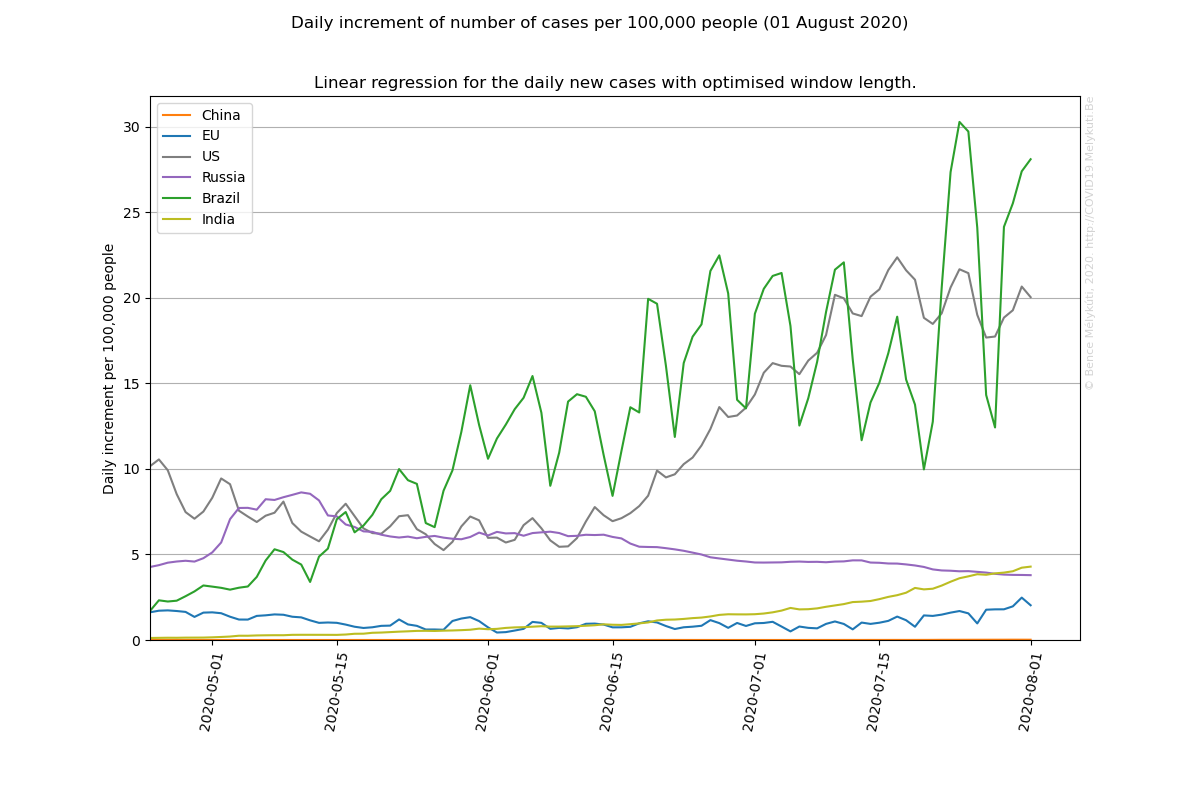 Daily increment of number of cases per 100,000 people (01 August 2020)
Linear regression for the daily new cases with optimised window length.
China
EU
US
Russia
Brazil
India
Daily increment per 100,000 people
30
25
20
15
10
5
0
2020-05-01
2020-05-15
2020-06-01
2020-06-15
2020-07-01
2020-07-15
2020-08-01
© Bence Mélykúti, 2020. http://COVID19.Melykuti.Be